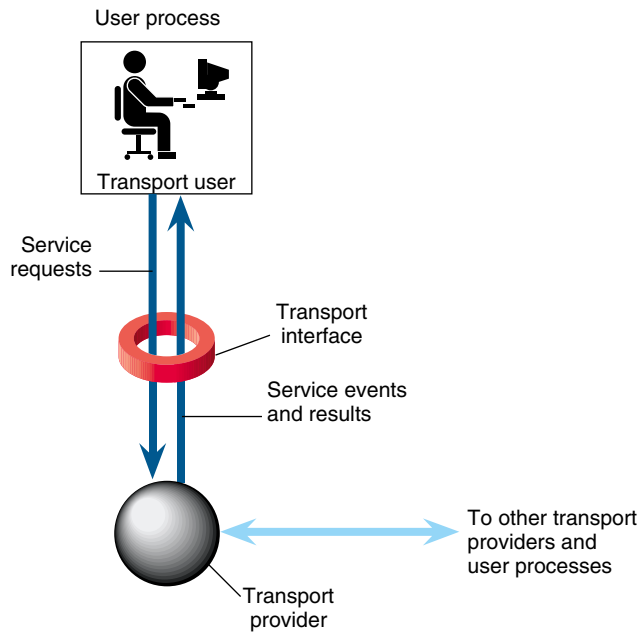 User process
Transport user
Service
requests
Transport
interface
Service events
and results
To other transport
providers and
user processes
Transport
provider